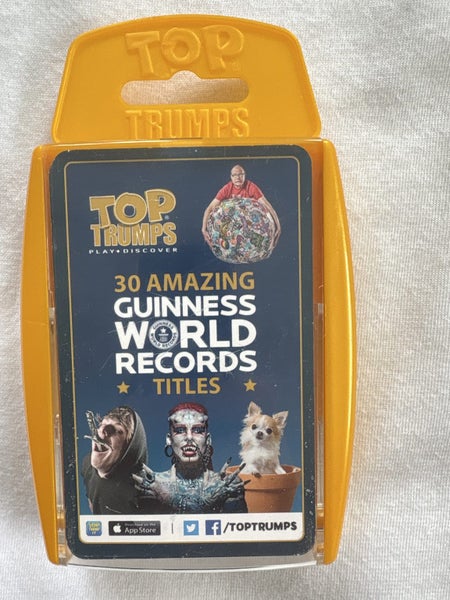 TOP
TRUMPS
TOP
TRUMPS
PLAY • DISCOVER
30 AMAZING
GUINNESS
WORLD
RECORDS
★ TITLES ★
App Store
/TOPTRUMPS